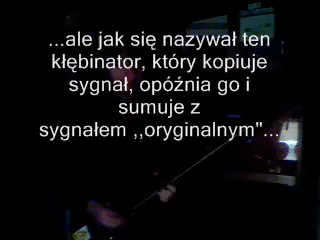 ...ale jak się nazywał ten
kłębinator, który kopiuje
sygnał, opóźnia go i
sumuje z
sygnałem ,,oryginalnym"...